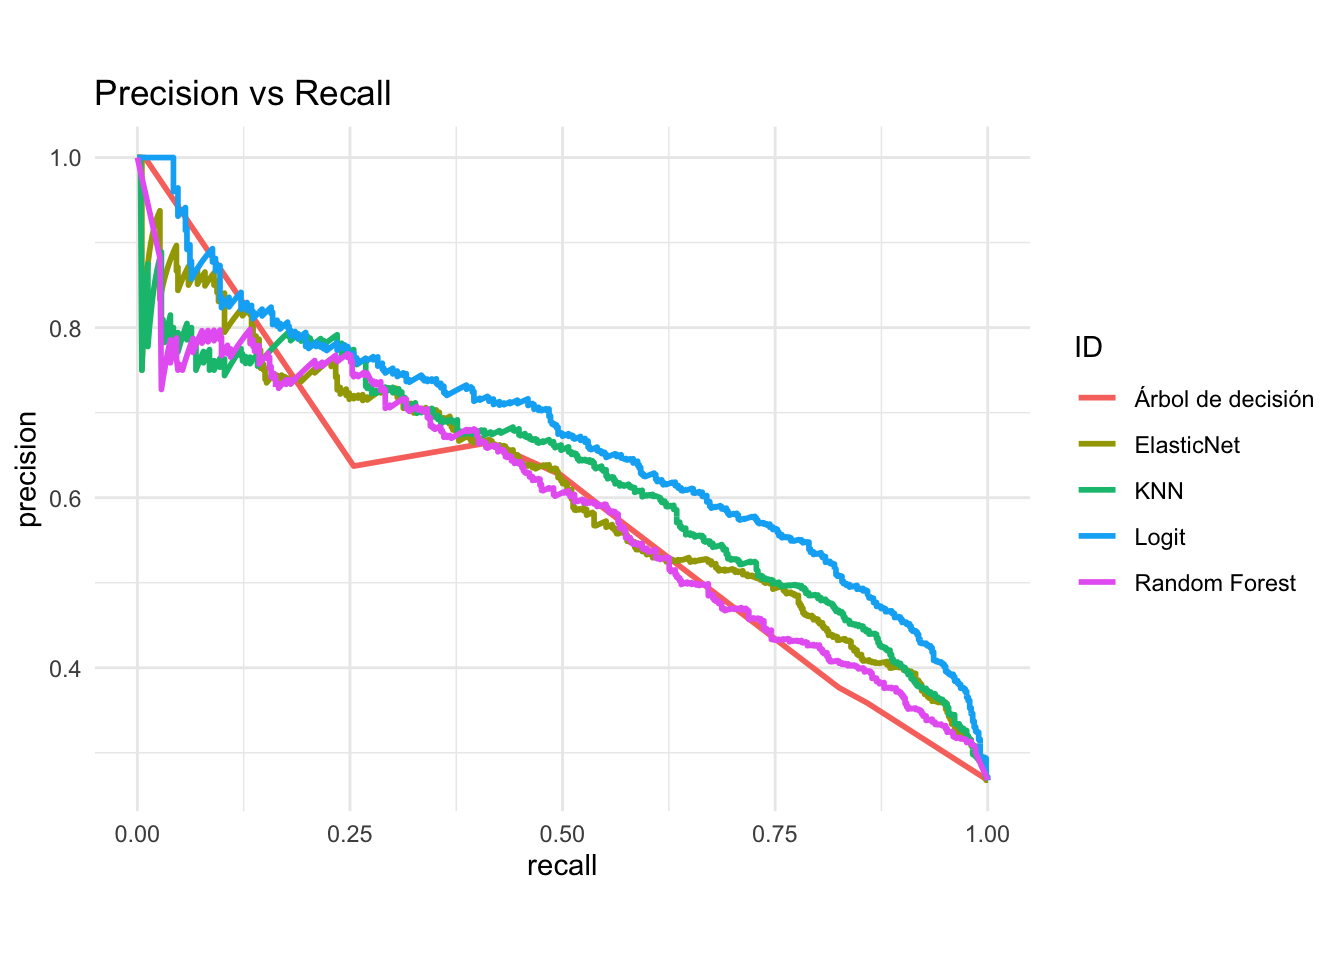 Precision vs Recall
1.0
0.8
0.6
0.4
precision
0.00
0.25
0.50
0.75
1.00
recall
ID
Árbol de decisión
ElasticNet
KNN
Logit
Random Forest